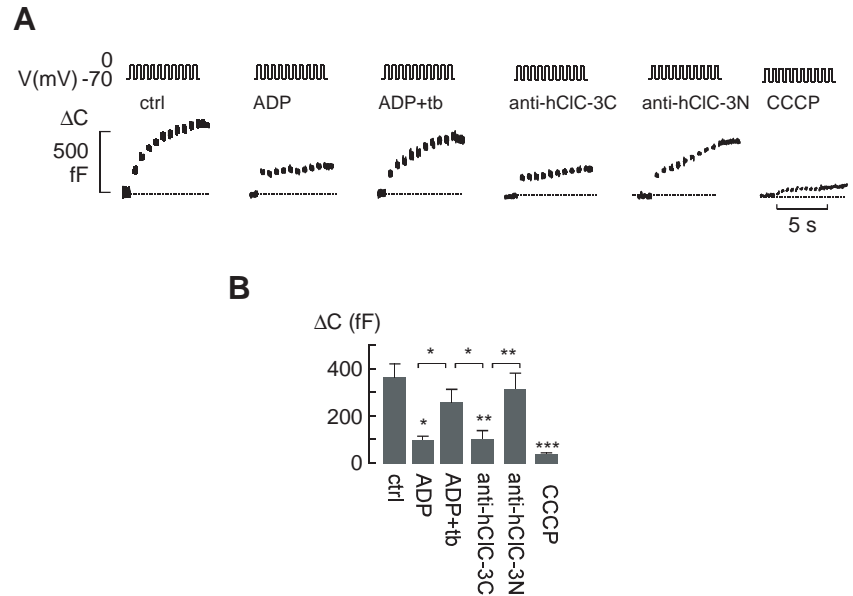 A
0
V(mV) -70
ctrl ADP ADP+tb anti-hClC-3C anti-hClC-3N CCCP
ΔC
500
fF
5 s
B
ΔC (fF)
* * **
400
200
0
* ** ***
ctrl
ADP
ADP+tb
anti-hClC-3C
anti-hClC-3N
CCCP